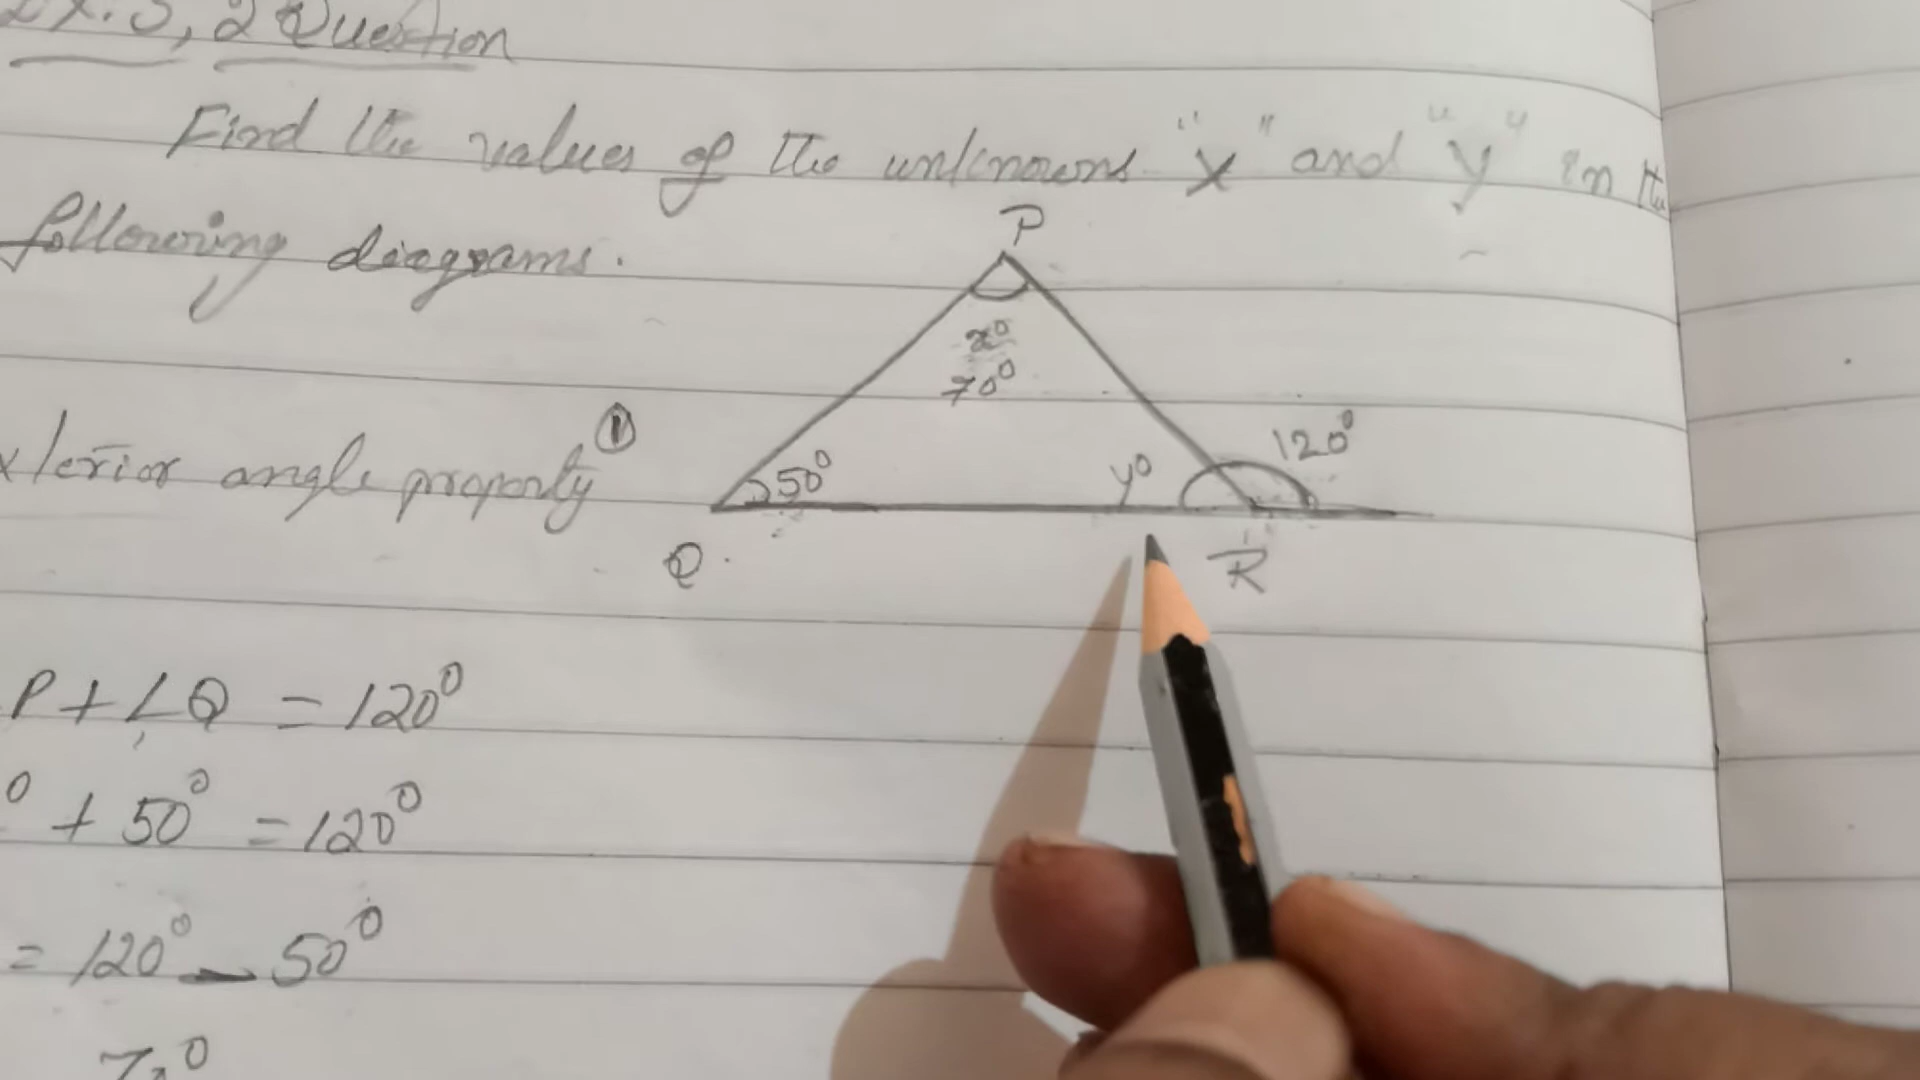 Ex. 3, 2 Question
Find the values of the unknowns "x" and "y" in the
following diagrams.
P
x°
70°
xterior angle property ①
50°
y°
120°
Q
R
P + ∠Q = 120°
° + 50° = 120°
= 120° - 50°
70°